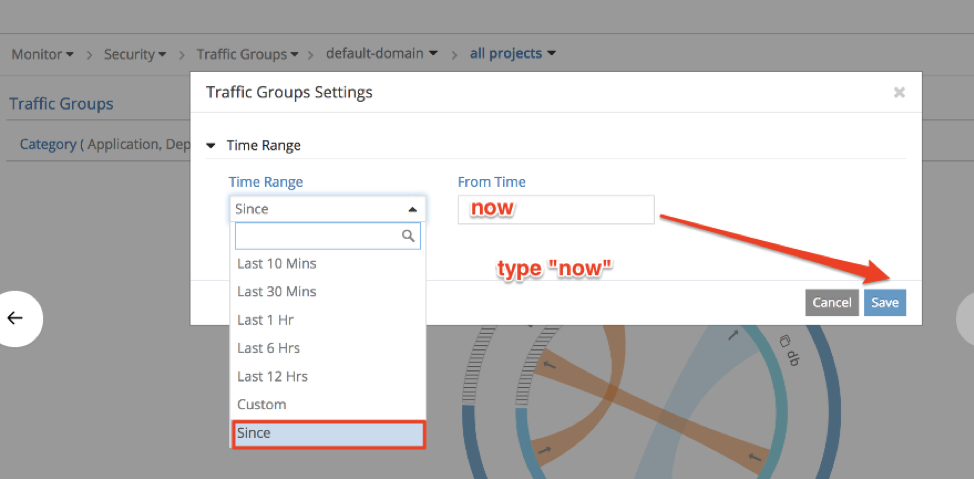 Monitor > Security > Traffic Groups > default-domain > all projects
Traffic Groups
Category ( Application, Dep
Traffic Groups Settings
Time Range
Time Range
From Time
Since
now
type "now"
Last 10 Mins
Last 30 Mins
Last 1 Hr
Last 6 Hrs
Last 12 Hrs
Custom
Since
Cancel
Save
db